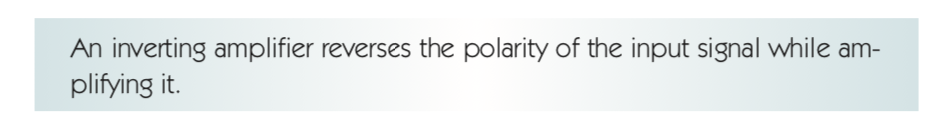 An inverting amplifier reverses the polarity of the input signal while am-
plifying it.